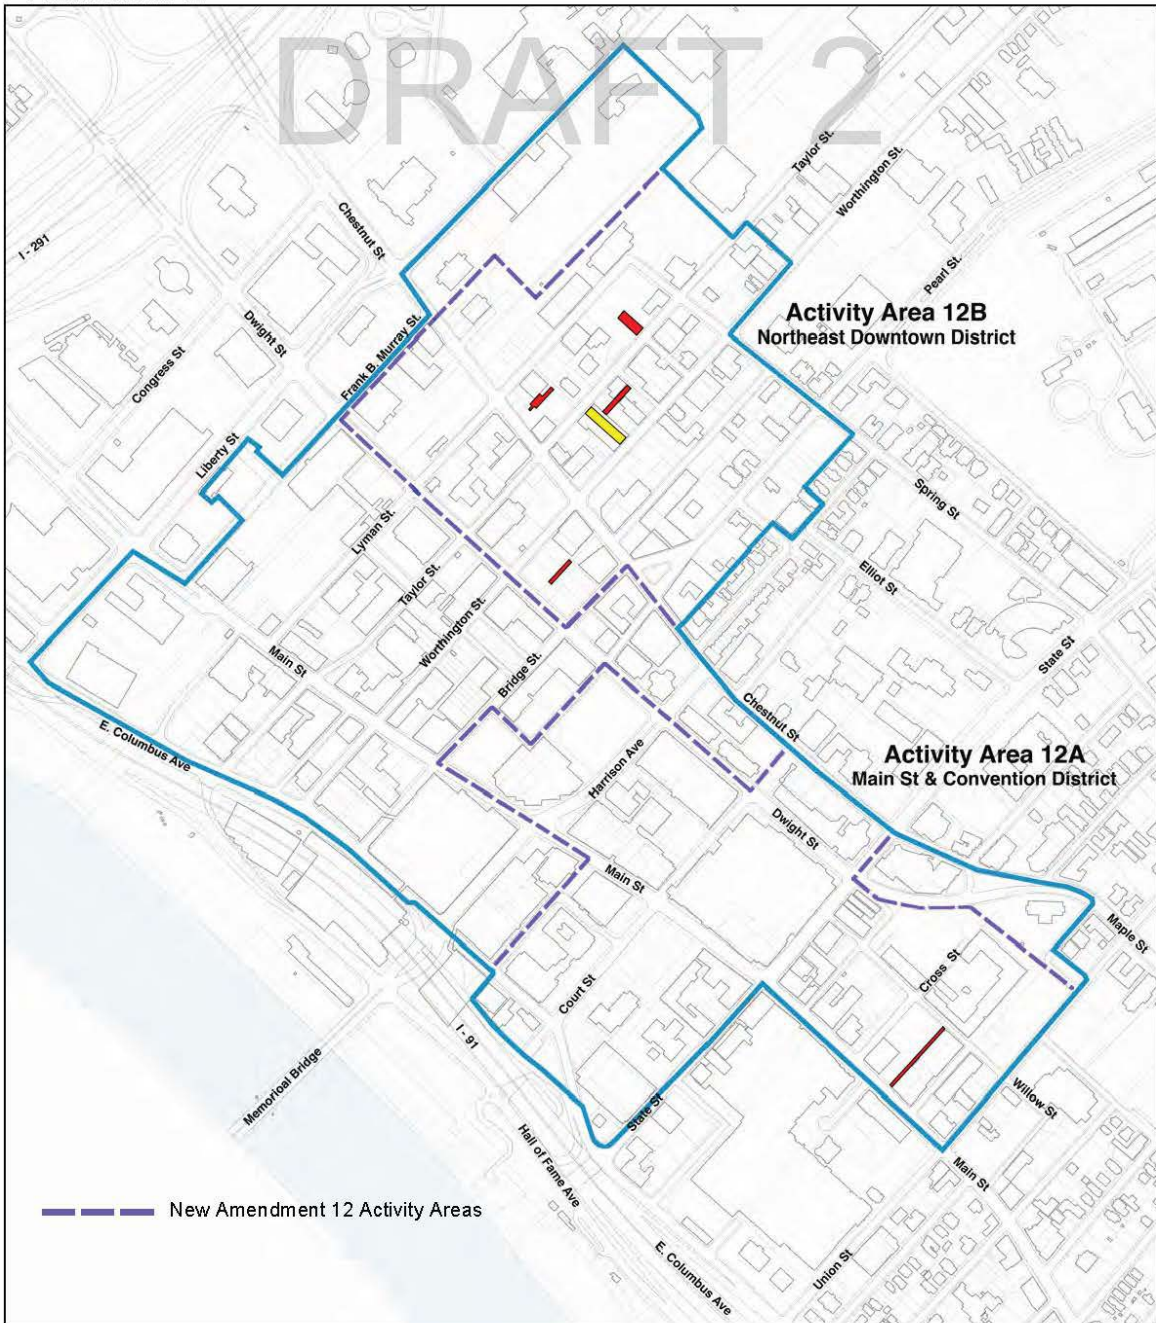 DRAFT 2
Taylor St.
Worthington St.
Chestnut St
I - 291
Pearl St.
Activity Area 12B
Northeast Downtown District
Dwight St
Frank B. Murray St.
Congress St
Liberty St
Spring St
Lyman St.
Elliot St
Taylor St.
Worthington St.
State St
Main St
Bridge St.
Chestnut St
E. Columbus Ave
Activity Area 12A
Main St & Convention District
Harrison Ave
Dwight St
Main St
Maple St
Cross St
Court St
I - 91
Memorioal Bridge
Willow St
State St
Hall of Fame Ave
Main St
New Amendment 12 Activity Areas
Union St
E. Columbus Ave